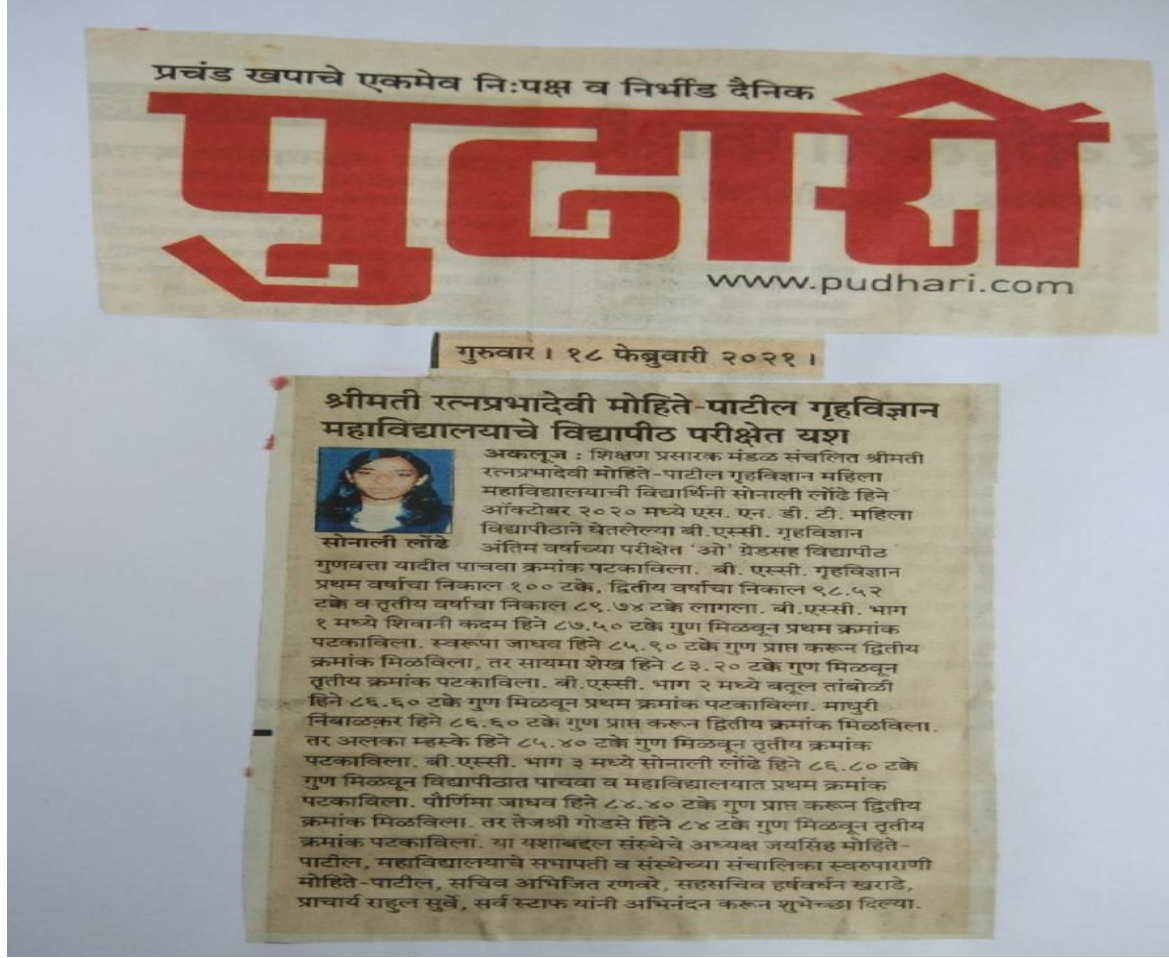 प्रचंड खपाचे एकमेव नि:पक्ष व निर्भीड दैनिक
पुढारी
www.pudhari.com
गुरुवार । १८ फेब्रुवारी २०२१ ।
श्रीमती रत्नप्रभादेवी मोहिते-पाटील गृहविज्ञान
महाविद्यालयाचे विद्यापीठ परीक्षेत यश
अकलूज : शिक्षण प्रसारक मंडळ संचलित श्रीमती
रत्नप्रभादेवी मोहिते-पाटील गृहविज्ञान महिला
महाविद्यालयाची विद्यार्थिनी सोनाली लोंढे हिने
ऑक्टोबर २०२० मध्ये एस. एन. डी. टी. महिला
विद्यापीठाने घेतलेल्या बी.एस्सी. गृहविज्ञान
सोनाली लोंढे
अंतिम वर्षाच्या परीक्षेत 'ओ' ग्रेडसह विद्यापीठ
गुणवत्ता यादीत पाचवा क्रमांक पटकाविला. बी. एस्सी. गृहविज्ञान
प्रथम वर्षाचा निकाल १०० टक्के, द्वितीय वर्षाचा निकाल ९८.५२
टक्के व तृतीय वर्षाचा निकाल ८९.७४ टक्के लागला. बी.एस्सी. भाग
१ मध्ये शिवानी कदम हिने ८७.५० टक्के गुण मिळवून प्रथम क्रमांक
पटकाविला. स्वरूपा जाधव हिने ८५.९० टक्के गुण प्राप्त करून द्वितीय
क्रमांक मिळविला, तर सायमा शेख हिने ८३.२० टक्के गुण मिळवून
तृतीय क्रमांक पटकाविला. बी.एस्सी. भाग २ मध्ये बतूल तांबोळी
हिने ८६.६० टक्के गुण मिळवून प्रथम क्रमांक पटकाविला. माधुरी
निंबाळकर हिने ८६.६० टक्के गुण प्राप्त करून द्वितीय क्रमांक मिळविला.
तर अलका म्हस्के हिने ८५.४० टक्के गुण मिळवून तृतीय क्रमांक
पटकाविला. बी.एस्सी. भाग ३ मध्ये सोनाली लोंढे हिने ८६.८० टक्के
गुण मिळवून विद्यापीठात पाचवा व महाविद्यालयात प्रथम क्रमांक
पटकाविला. पौर्णिमा जाधव हिने ८४.४० टक्के गुण प्राप्त करून द्वितीय
क्रमांक मिळविला. तर तेजश्री गोडसे हिने ८४ टक्के गुण मिळवून तृतीय
क्रमांक पटकाविला. या यशाबद्दल संस्थेचे अध्यक्ष जयसिंह मोहिते-
पाटील, महाविद्यालयाचे सभापती व संस्थेच्या संचालिका स्वरुपाराणी
मोहिते-पाटील, सचिव अभिजित रणवरे, सहसचिव हर्षवर्धन खराडे,
प्राचार्य राहुल सुर्वे, सर्व स्टाफ यांनी अभिनंदन करून शुभेच्छा दिल्या.